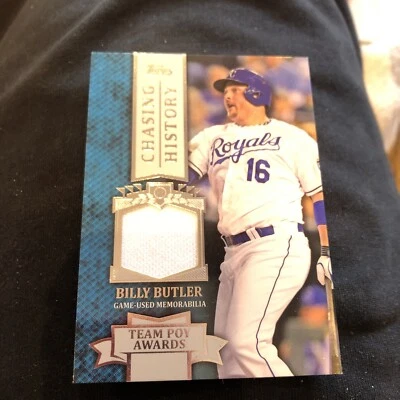 Topps
CHASING
HISTORY
Royals
16
BILLY BUTLER
GAME-USED MEMORABILIA
TEAM POY
AWARDS